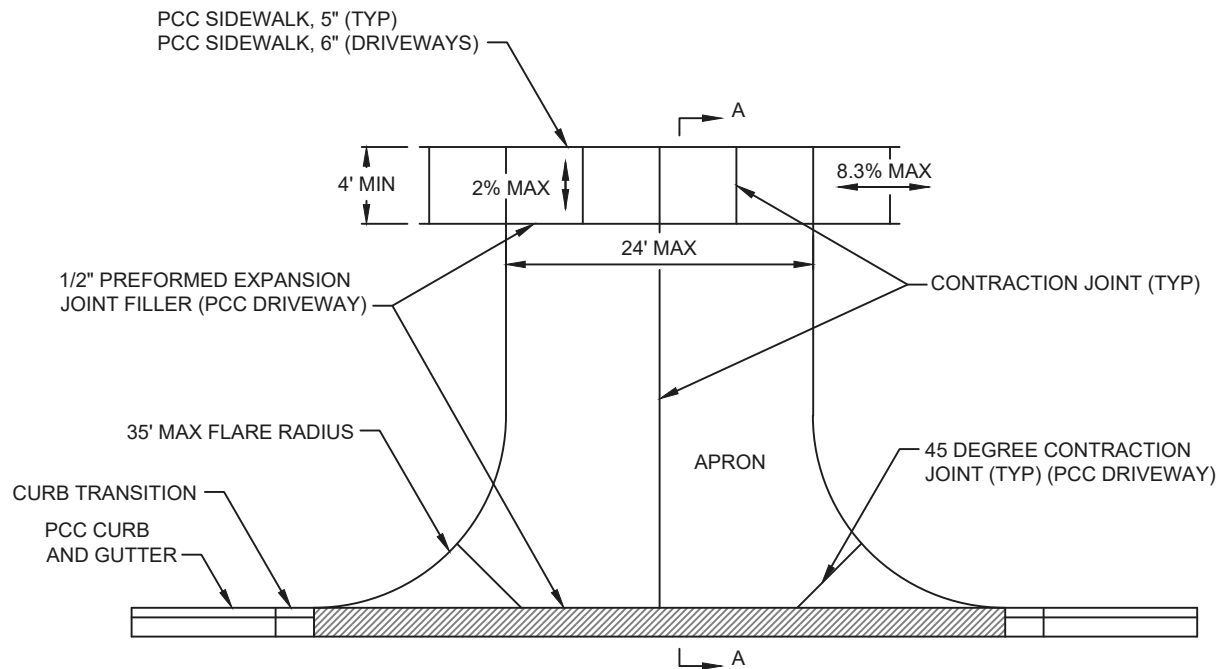 PCC SIDEWALK, 5" (TYP)
PCC SIDEWALK, 6" (DRIVEWAYS)
A
4' MIN
2% MAX
8.3% MAX
24' MAX
1/2" PREFORMED EXPANSION
JOINT FILLER (PCC DRIVEWAY)
CONTRACTION JOINT (TYP)
35' MAX FLARE RADIUS
APRON
45 DEGREE CONTRACTION
JOINT (TYP) (PCC DRIVEWAY)
CURB TRANSITION
PCC CURB
AND GUTTER
A